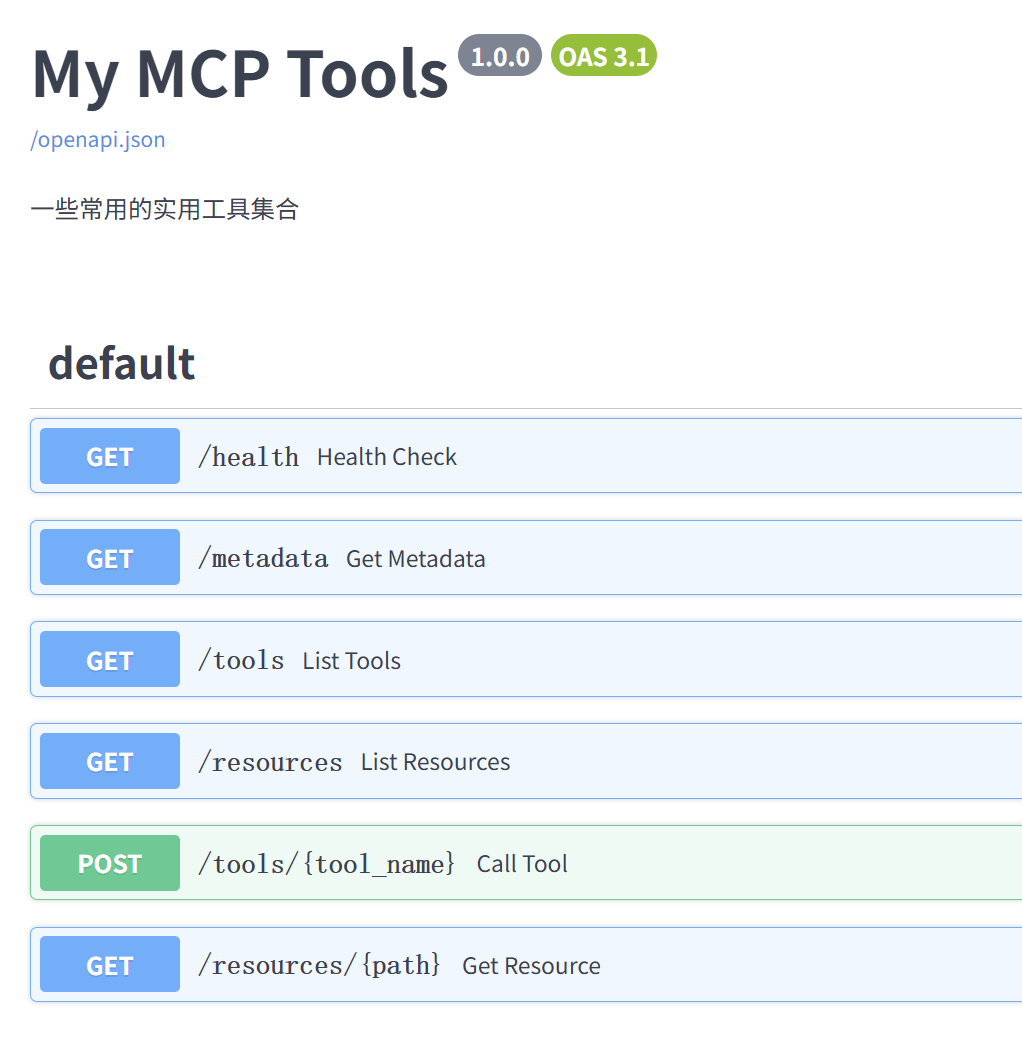 My MCP Tools 1.0.0 OAS 3.1
/openapi.json
一些常用的实用工具集合
default
GET /health Health Check
GET /metadata Get Metadata
GET /tools List Tools
GET /resources List Resources
POST /tools/{tool_name} Call Tool
GET /resources/{path} Get Resource